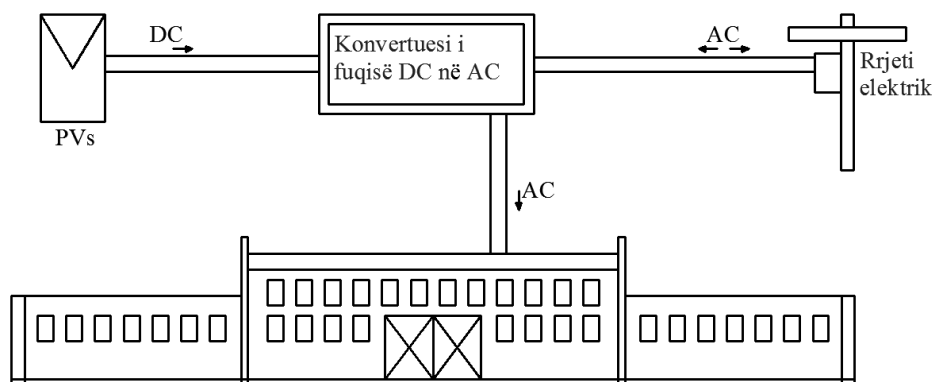 DC
Konvertuesi i
fuqisë DC në AC
AC
Rrjeti
elektrik
PVs
AC